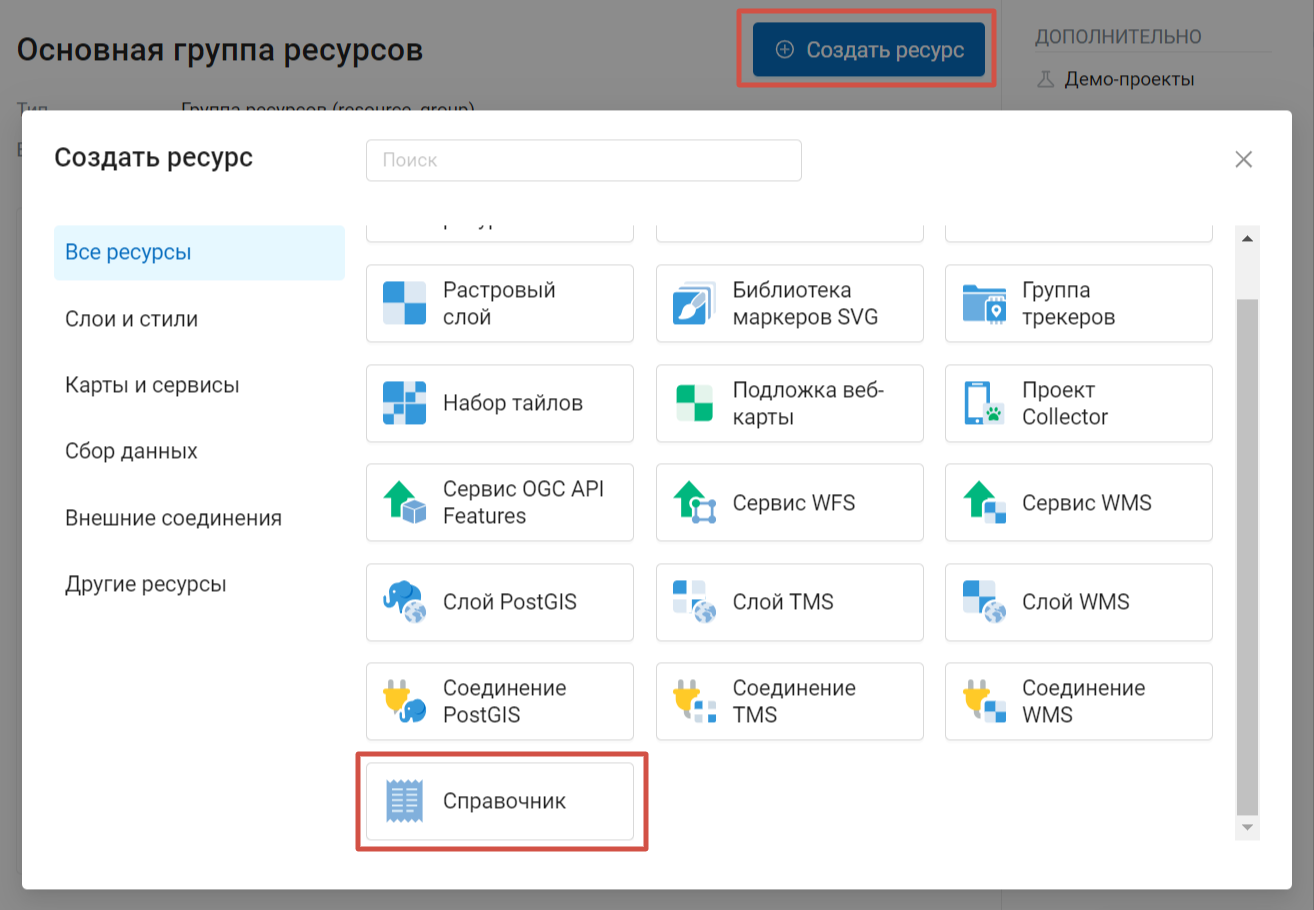 Основная группа ресурсов
Создать ресурс
ДОПОЛНИТЕЛЬНО
Демо-проекты
Тип
Группа ресурсов (resource_group)
Создать ресурс
Поиск
Все ресурсы
Слои и стили
Карты и сервисы
Сбор данных
Внешние соединения
Другие ресурсы
Растровый
слой
Библиотека
маркеров SVG
Группа
трекеров
Набор тайлов
Подложка веб-
карты
Проект
Collector
Сервис OGC API
Features
Сервис WFS
Сервис WMS
Слой PostGIS
Слой TMS
Слой WMS
Соединение
PostGIS
Соединение
TMS
Соединение
WMS
Справочник